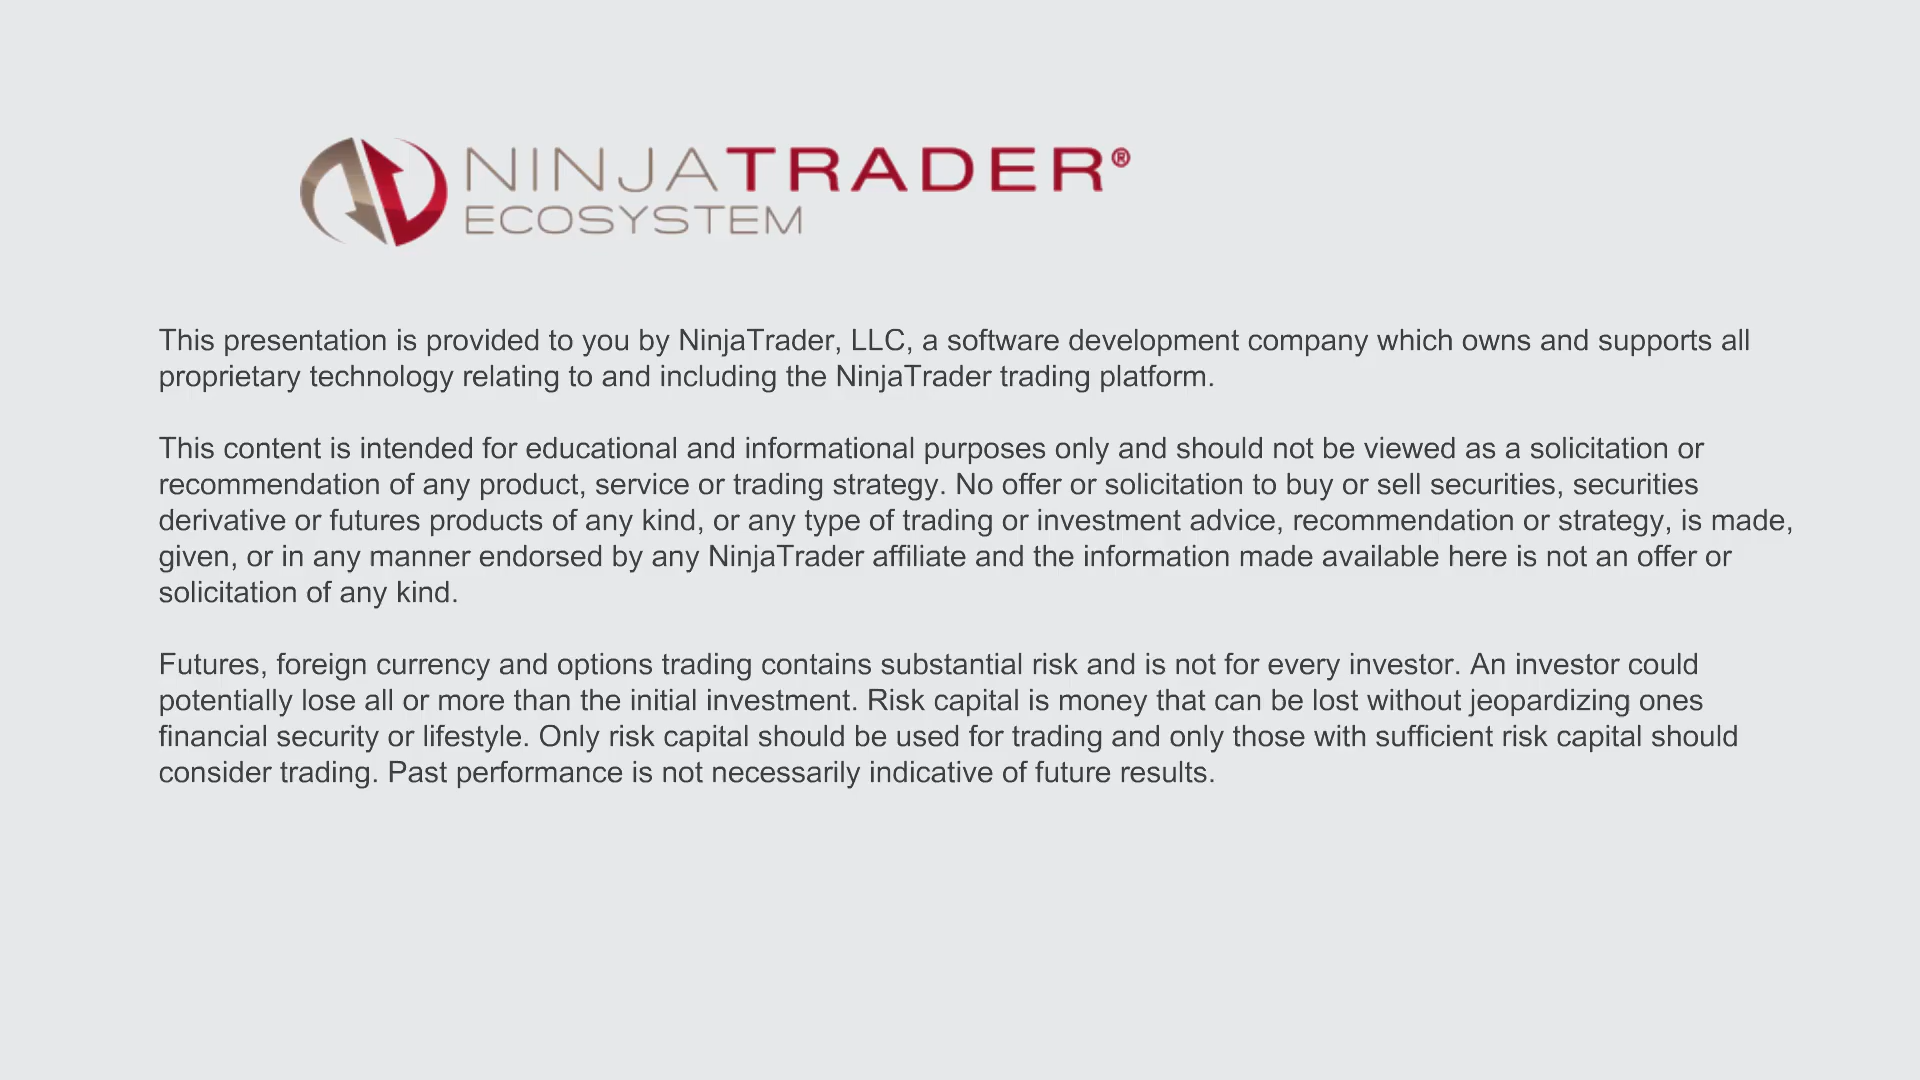 NINJATRADER®
ECOSYSTEM
This presentation is provided to you by NinjaTrader, LLC, a software development company which owns and supports all
proprietary technology relating to and including the NinjaTrader trading platform.
This content is intended for educational and informational purposes only and should not be viewed as a solicitation or
recommendation of any product, service or trading strategy. No offer or solicitation to buy or sell securities, securities
derivative or futures products of any kind, or any type of trading or investment advice, recommendation or strategy, is made,
given, or in any manner endorsed by any NinjaTrader affiliate and the information made available here is not an offer or
solicitation of any kind.
Futures, foreign currency and options trading contains substantial risk and is not for every investor. An investor could
potentially lose all or more than the initial investment. Risk capital is money that can be lost without jeopardizing ones
financial security or lifestyle. Only risk capital should be used for trading and only those with sufficient risk capital should
consider trading. Past performance is not necessarily indicative of future results.